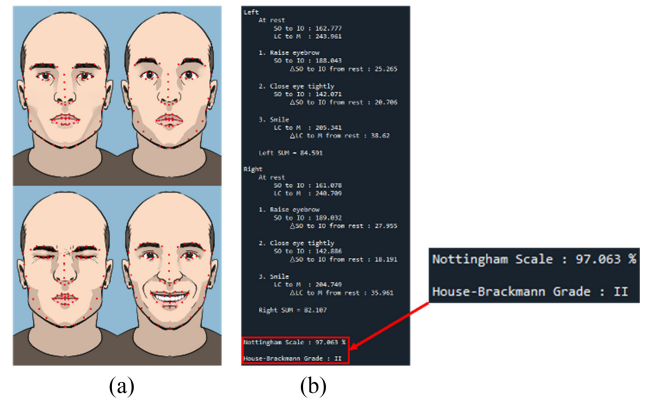 Left
At rest
SO to IO : 162.777
LC to M : 243.961
1. Raise eyebrow
SO to IO : 188.043
△SO to IO from rest : 25.265
2. Close eye tightly
SO to IO : 142.071
△SO to IO from rest : 20.706
3. Smile
LC to M : 205.341
△LC to M from rest : 38.62
Left SUM = 84.591
Right
At rest
SO to IO : 161.078
LC to M : 240.709
1. Raise eyebrow
SO to IO : 189.032
△SO to IO from rest : 27.955
2. Close eye tightly
SO to IO : 142.886
△SO to IO from rest : 18.191
3. Smile
LC to M : 204.749
△LC to M from rest : 35.961
Right SUM = 82.107
Nottingham Scale : 97.063 %
House-Brackmann Grade : II
Nottingham Scale : 97.063 %
House-Brackmann Grade : II
(a)
(b)